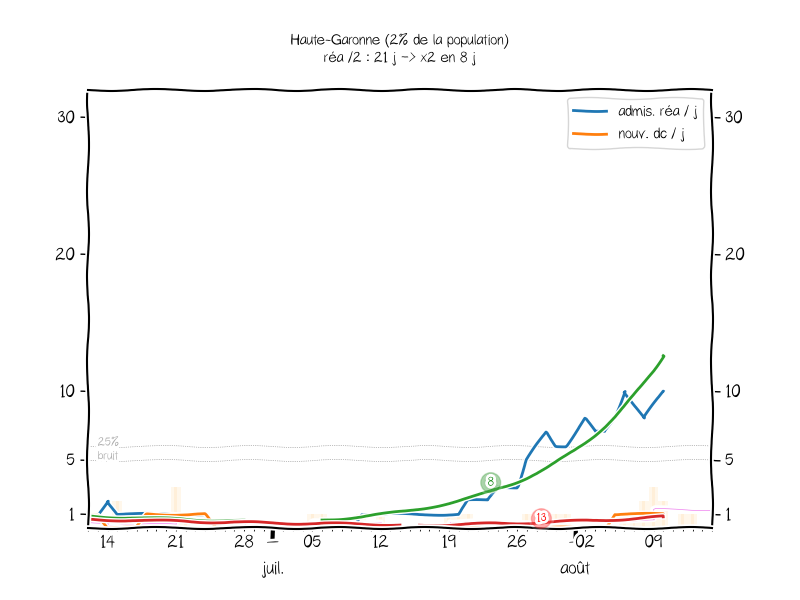 Haute-Garonne (2% de la population)
réa /2 : 21 j -> x2 en 8 j
admis. réa / j
nouv. dc / j
30
30
20
20
10
10
25%
bruit
5
5
8
13
1
1
14 21 28 05 12 19 26 02 09
juil. août